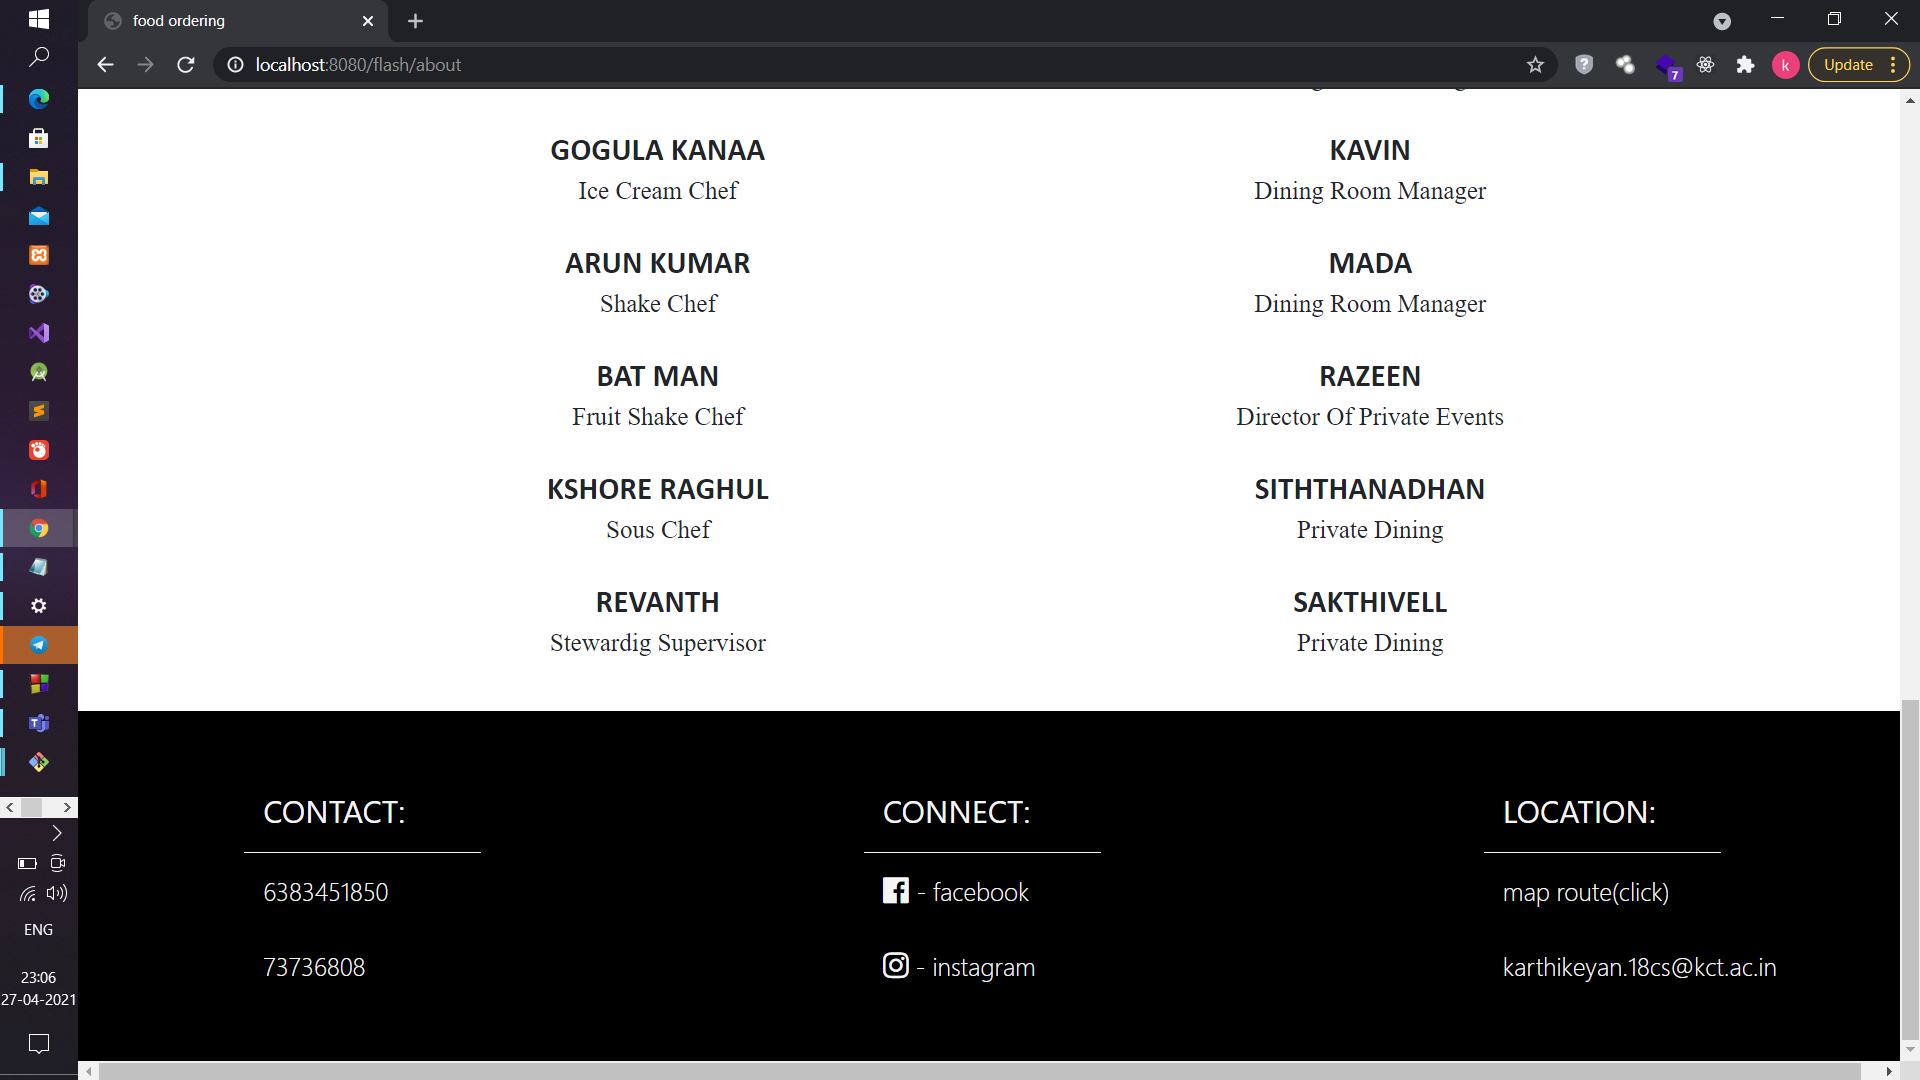 food ordering
localhost:8080/flash/about
k
Update
7
GOGULA KANAA
Ice Cream Chef
KAVIN
Dining Room Manager
ARUN KUMAR
Shake Chef
MADA
Dining Room Manager
BAT MAN
Fruit Shake Chef
RAZEEN
Director Of Private Events
KSHORE RAGHUL
Sous Chef
SITHTHANADHAN
Private Dining
REVANTH
Stewardig Supervisor
SAKTHIVELL
Private Dining
CONTACT:
6383451850
73736808
CONNECT:
- facebook
- instagram
LOCATION:
map route(click)
karthikeyan.18cs@kct.ac.in
ENG
23:06
27-04-2021